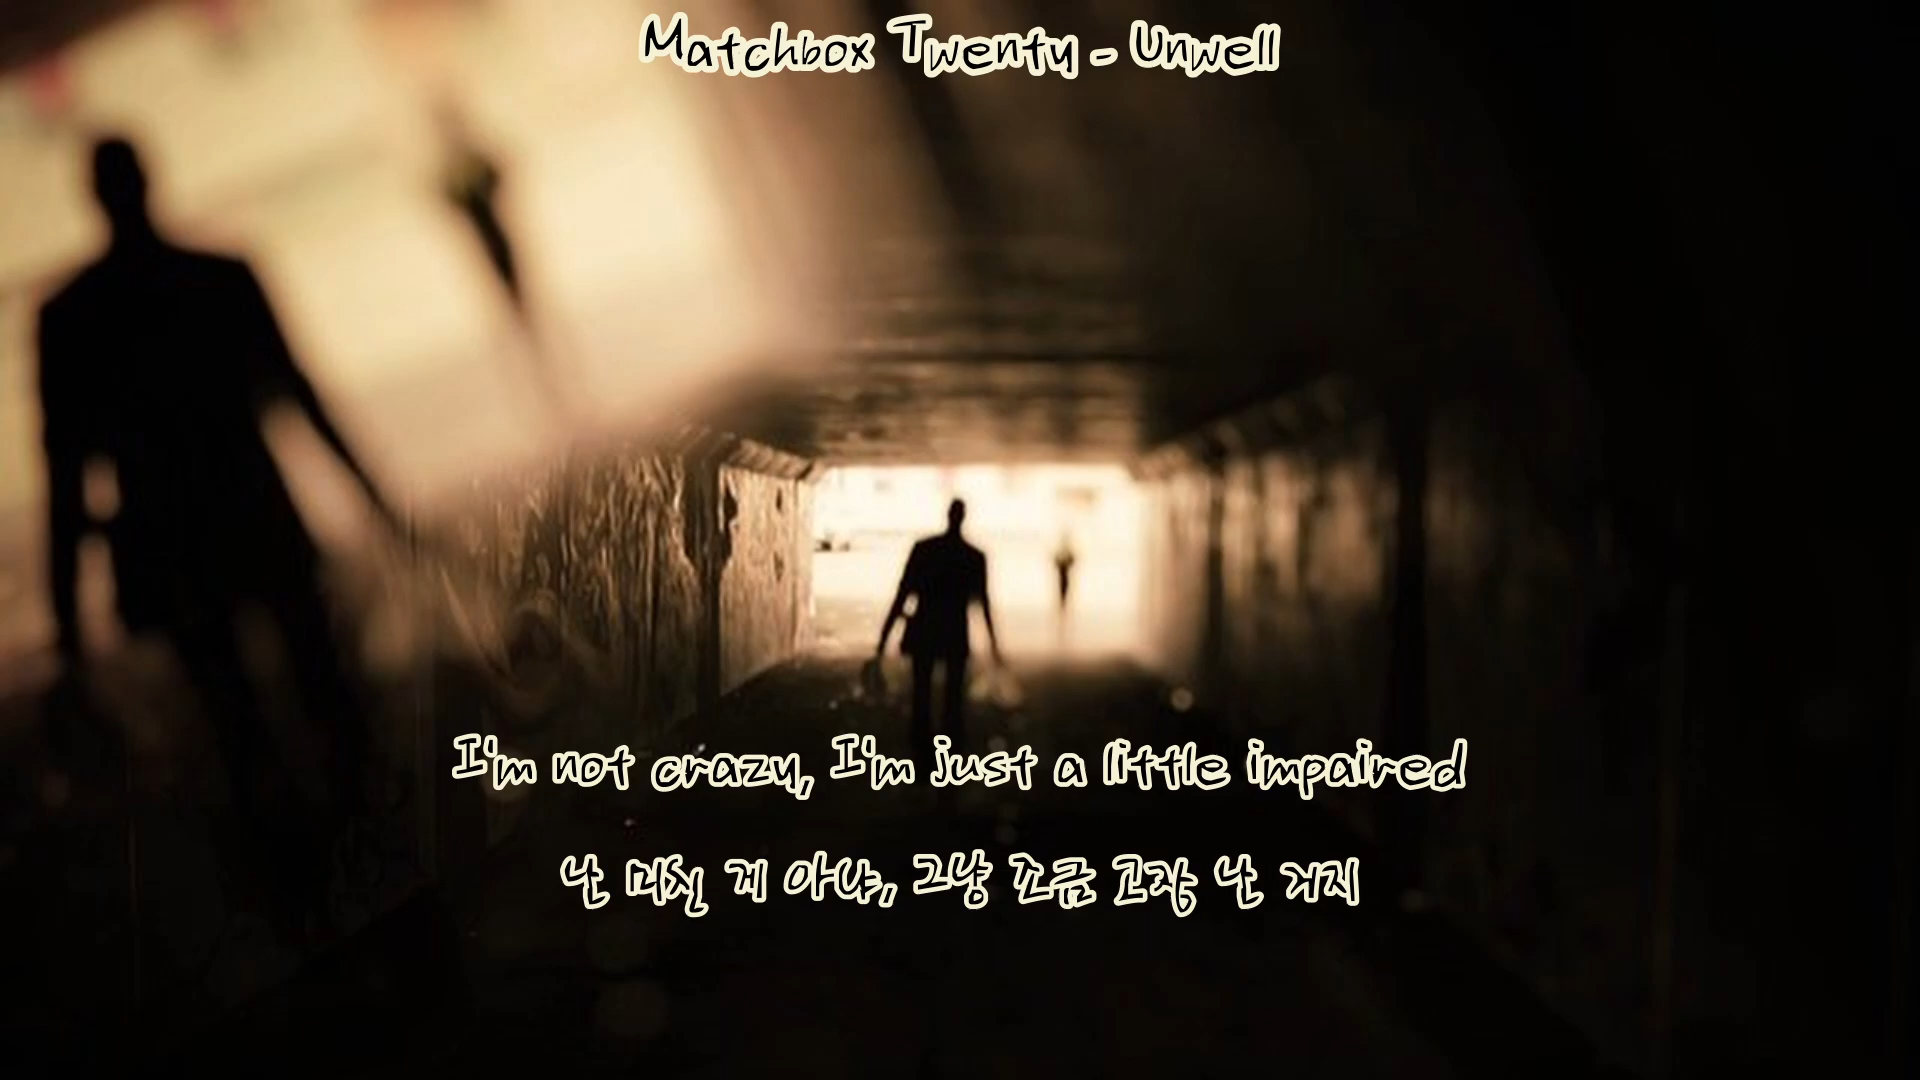 Matchbox Twenty - Unwell
I'm not crazy, I'm just a little impaired
난 미친 게 아냐, 그냥 조금 고장 난 거지